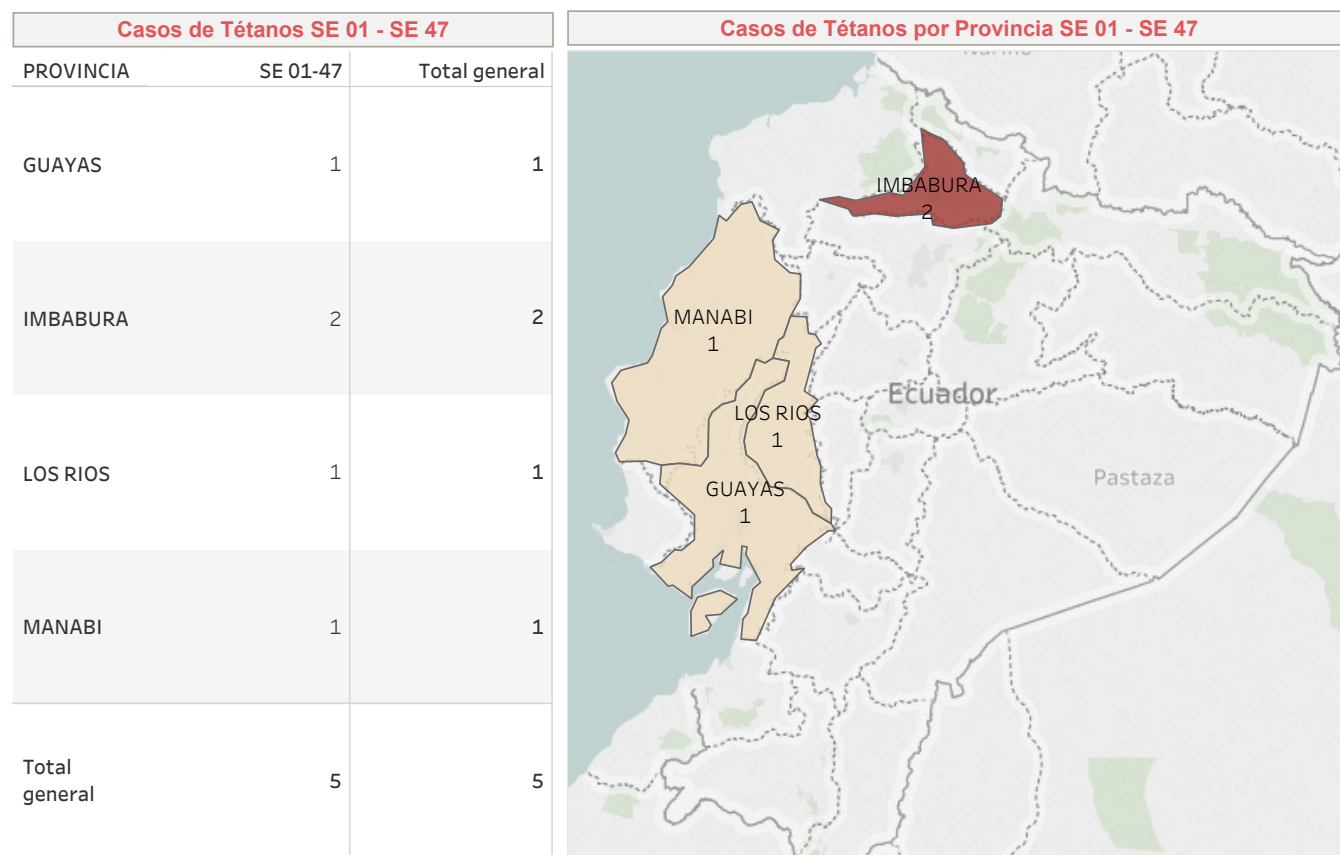 Casos de Tétanos SE 01 - SE 47
PROVINCIA SE 01-47 Total general
GUAYAS 1 1
IMBABURA 2 2
LOS RIOS 1 1
MANABI 1 1
Total
general 5 5
Casos de Tétanos por Provincia SE 01 - SE 47
Nariño
IMBABURA
2
MANABI
1
Ecuador
LOS RIOS
1
Pastaza
GUAYAS
1